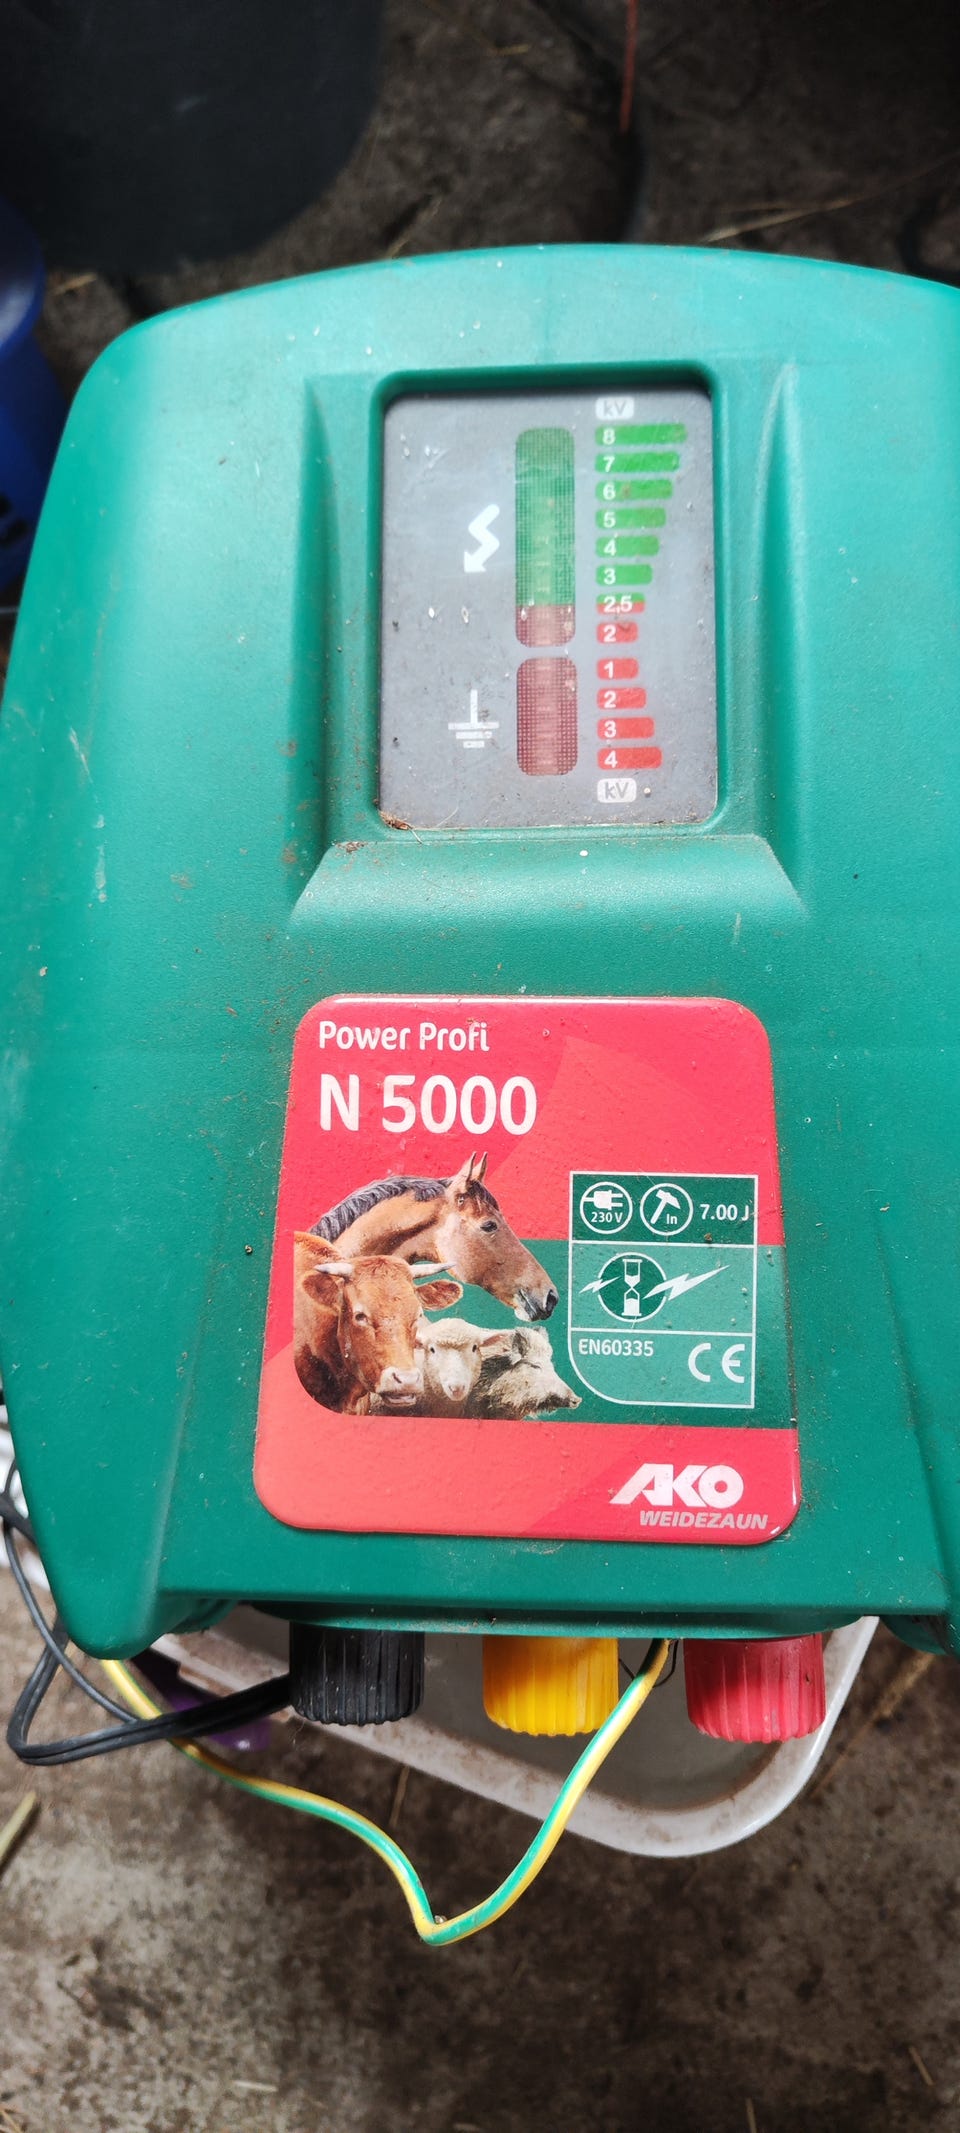 kV
8
7
6
5
4
3
2,5
2
1
2
3
4
kV
Power Profi
N 5000
230 V
In
7.00 J
EN60335
CE
AKO
WEIDEZAUN